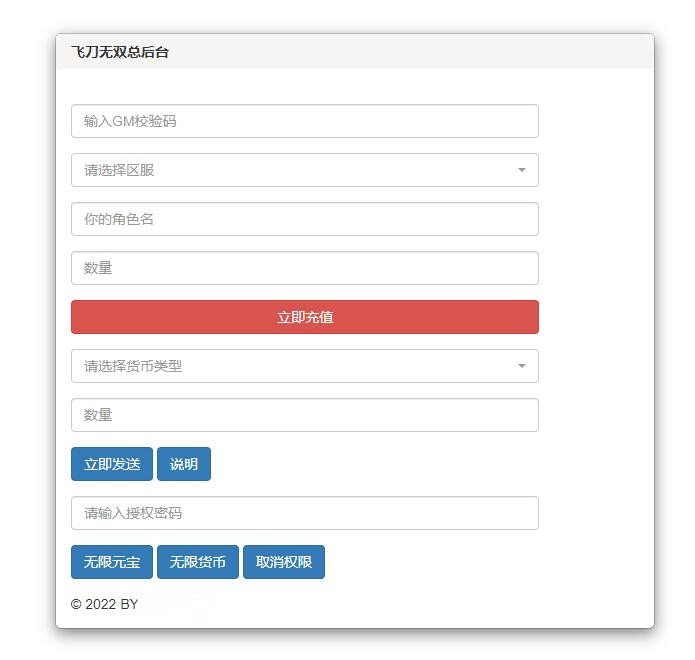 飞刀无双总后台
输入GM校验码
请选择区服
你的角色名
数量
立即充值
请选择货币类型
数量
立即发送 说明
请输入授权密码
无限元宝 无限货币 取消权限
© 2022 BY